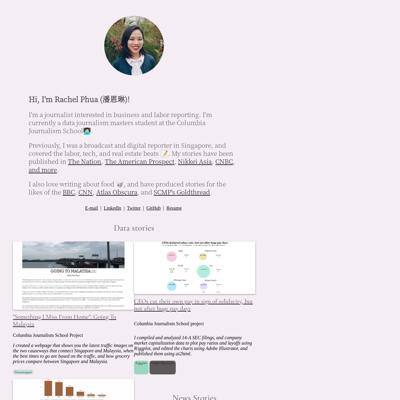 Hi, I'm Rachel Phua (潘恩琳)!
I'm a journalist interested in business and labor reporting. I'm
currently a data journalism masters student at the Columbia
Journalism School
Previously, I was a broadcast and digital reporter in Singapore, and
covered the labor, tech, and real estate beats. My stories have been
published in The Nation, The American Prospect, Nikkei Asia, CNBC,
and more.
I also love writing about food, and have produced stories for the
likes of the BBC, CNN, Atlas Obscura, and SCMP's Goldthread.
E-mail | LinkedIn | Twitter | GitHub | Resume
Data stories
GOING TO MALAYSIA
"Something I Miss From Home": Going To
Malaysia
Columbia Journalism School Project
I create a webpage that shows you the latest traffic images on
the two causeways that connect Singapore and Malaysia, when
the best times to go are based on the traffic, and how grocery
prices compare between Singapore and Malaysia.
CEOs cut their own pay in sign of solidarity, but
not after huge pay days
Columbia Journalism School project
I compiled and analyzed 14-A SEC filings, and company
market capitalization data to plot pay ratios and layoffs using
R/ggplot, and edited the charts using Adobe Illustrator, and
published them using ai2html.
News Stories